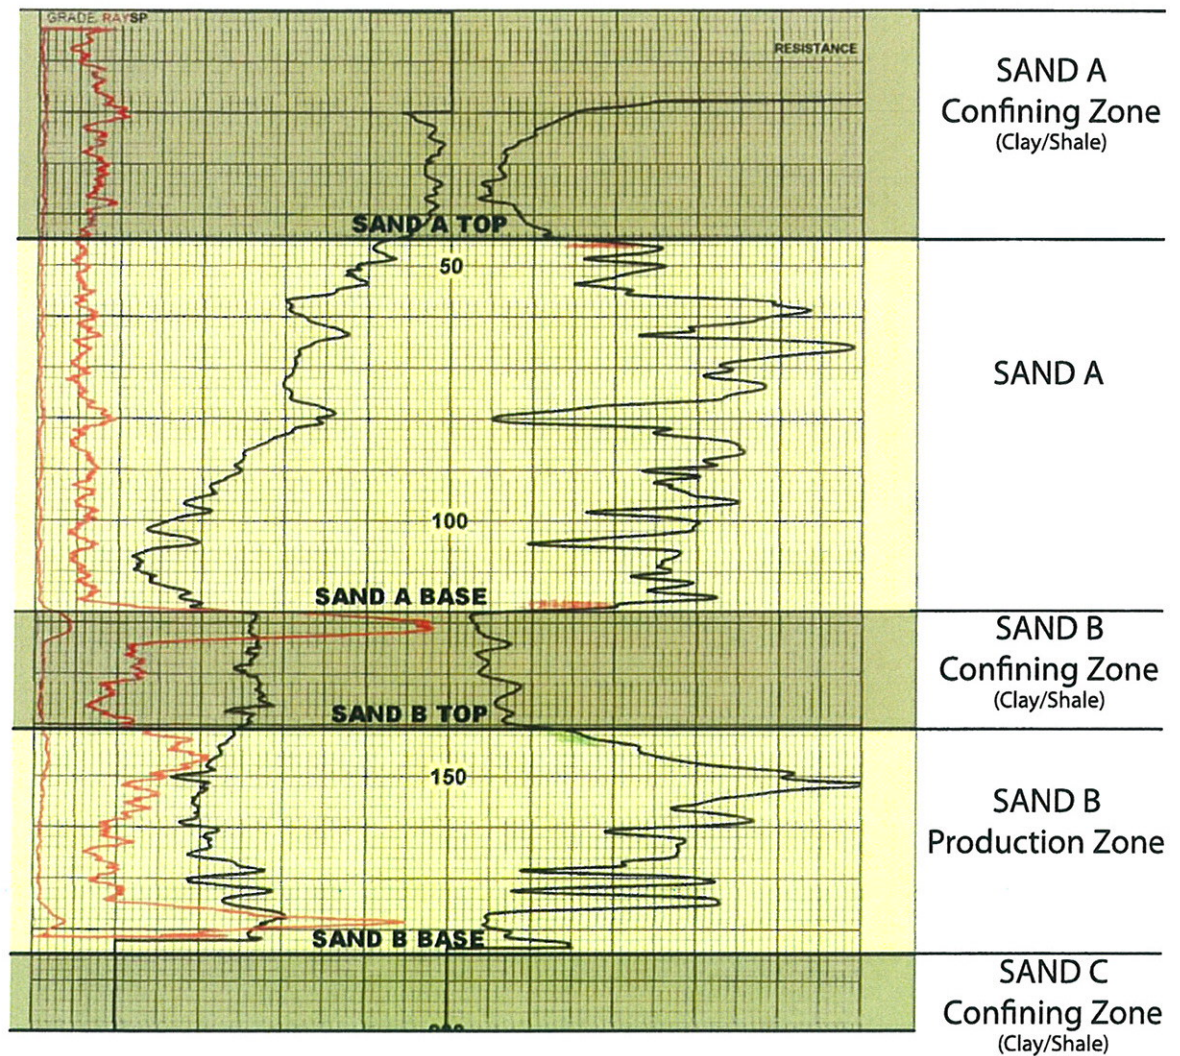 GRADE RAYSP
RESISTANCE
SAND A
Confining Zone
(Clay/Shale)
SAND A TOP
50
SAND A
100
SAND A BASE
SAND B
Confining Zone
(Clay/Shale)
SAND B TOP
150
SAND B
Production Zone
SAND B BASE
SAND C
Confining Zone
(Clay/Shale)